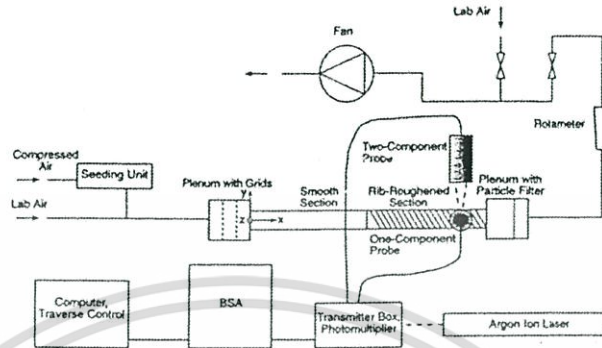 Lab Air
Fan
Rotameter
Two-Component
Probe
Compressed
Air
Seeding Unit
Plenum with Grids
Smooth
Section
Rib-Roughened
Section
Plenum with
Particle Filter
Lab Air
y
z
x
One-Component
Probe
Computer,
Traverse Control
BSA
Transmitter Box,
Photomultiplier
Argon Ion Laser